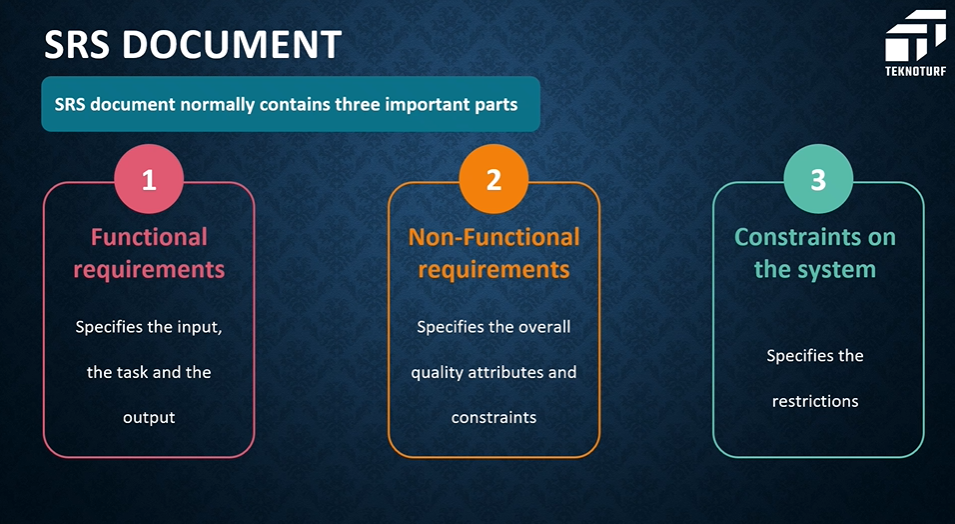 SRS DOCUMENT
TEKNOTURF
SRS document normally contains three important parts
1
Functional
requirements
Specifies the input,
the task and the
output
2
Non-Functional
requirements
Specifies the overall
quality attributes and
constraints
3
Constraints on
the system
Specifies the
restrictions